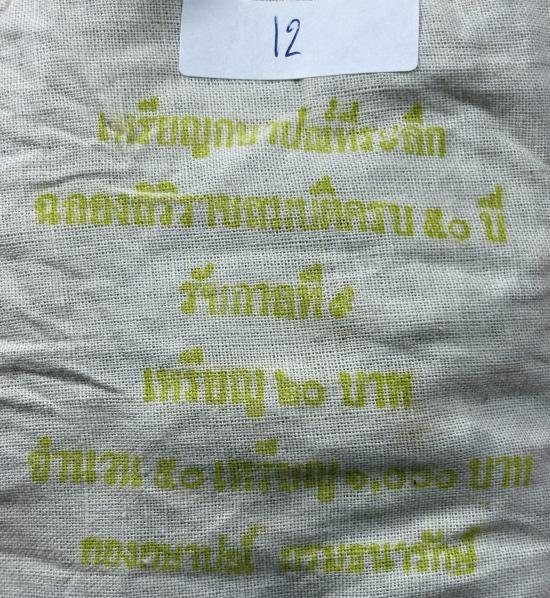 12
เหรียญกษาปณ์ที่ระลึก
ฉลองสิริราชสมบัติครบ ๕๐ ปี
รัชกาลที่ ๙
เหรียญ ๒๐ บาท
จำนวน ๕๐ เหรียญ ๑,๐๐๐ บาท
กองกษาปณ์ กรมธนารักษ์